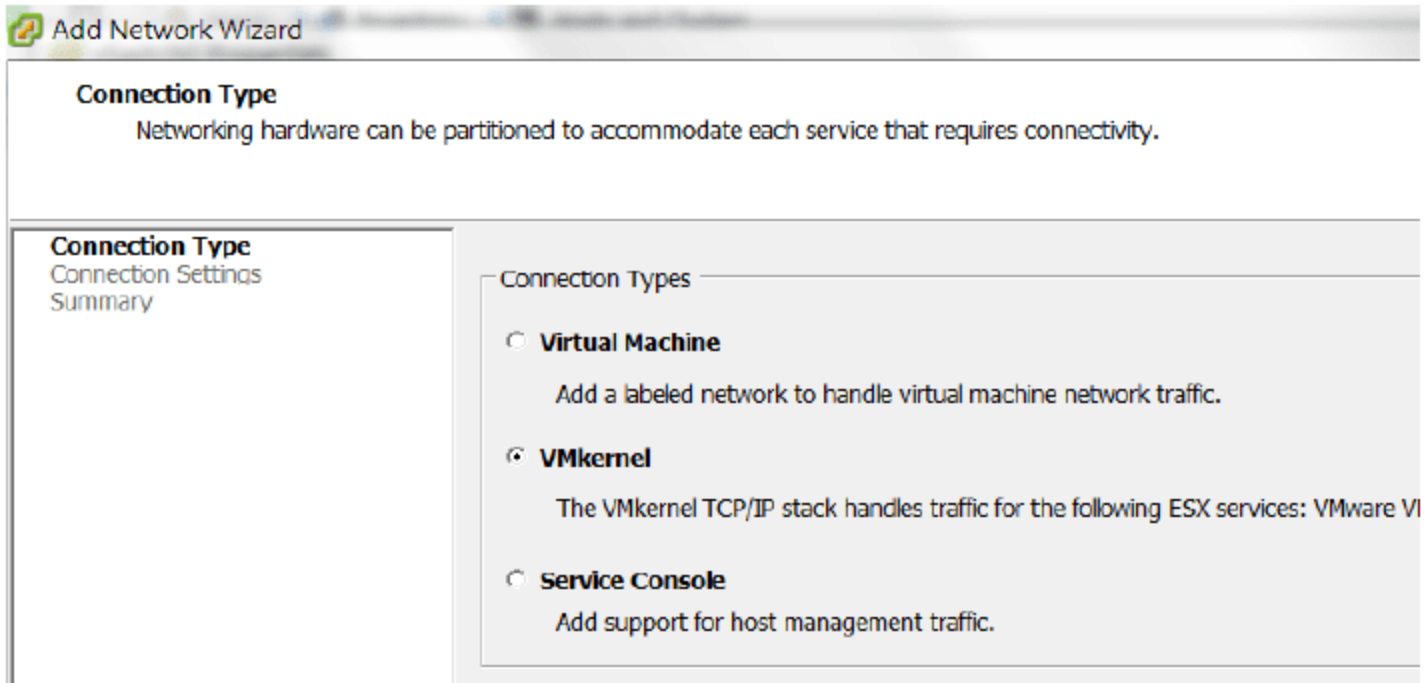 Add Network Wizard
Connection Type
Networking hardware can be partitioned to accommodate each service that requires connectivity.
Connection Type
Connection Settings
Summary
Connection Types
Virtual Machine
Add a labeled network to handle virtual machine network traffic.
VMkernel
The VMkernel TCP/IP stack handles traffic for the following ESX services: VMware
Service Console
Add support for host management traffic.